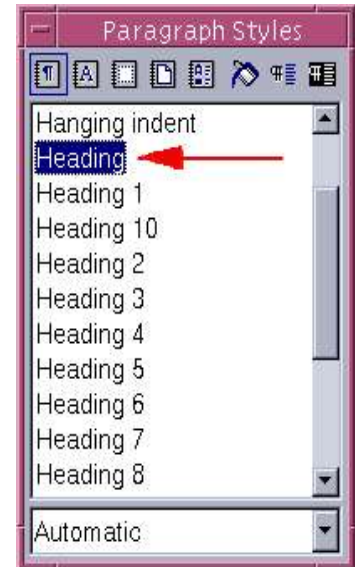 Paragraph Styles
Hanging indent
Heading
Heading 1
Heading 10
Heading 2
Heading 3
Heading 4
Heading 5
Heading 6
Heading 7
Heading 8
Automatic